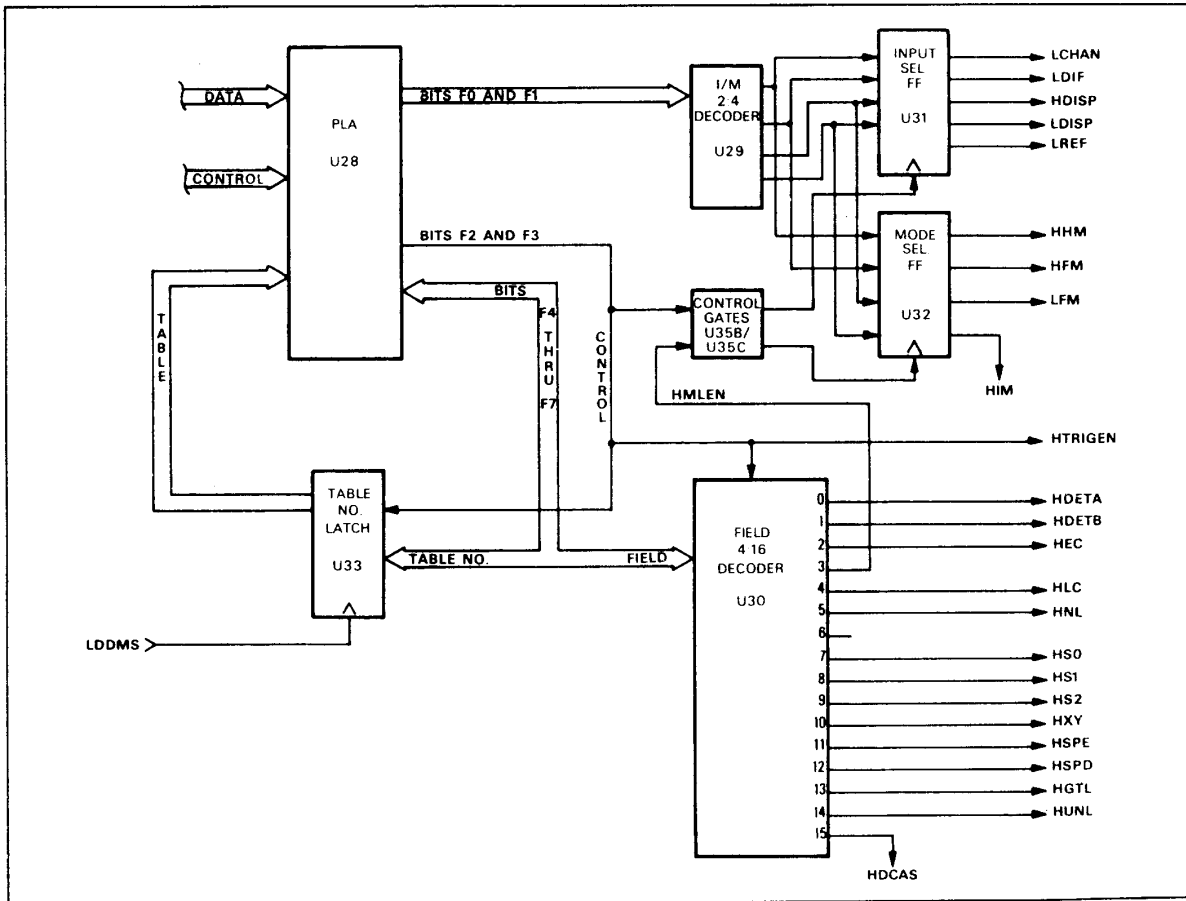 DATA
CONTROL
PLA
U28
BITS F0 AND F1
BITS F2 AND F3
BITS
F4
THRU
F7
CONTROL
TABLE
I/M
2:4
DECODER
U29
INPUT
SEL
FF
U31
LCHAN
LDIF
HDISP
LDISP
LREF
MODE
SEL.
FF
U32
HHM
HFM
LFM
HIM
CONTROL
GATES
U35B/
U35C
HMLEN
HTRIGEN
TABLE
NO.
LATCH
U33
TABLE NO.
FIELD
LDDMS
FIELD
4:16
DECODER
U30
0 HDETA
1 HDETB
2 HEC
3
4 HLC
5 HNL
6
7 HS0
8 HS1
9 HS2
10 HXY
11 HSPE
12 HSPD
13 HGTL
14 HUNL
15
HDCAS